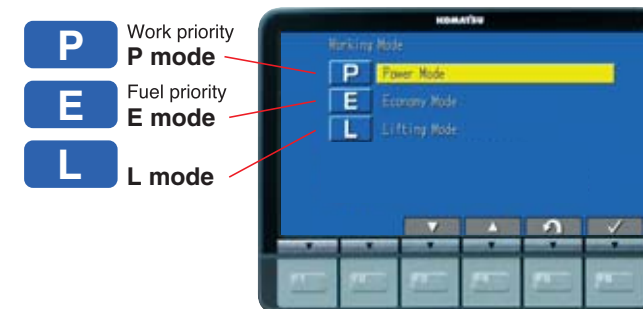 P
Work priority
P mode
E
Fuel priority
E mode
L
L mode
KOMATSU
Working Mode
P Power Mode
E Economy Mode
L Lifting Mode